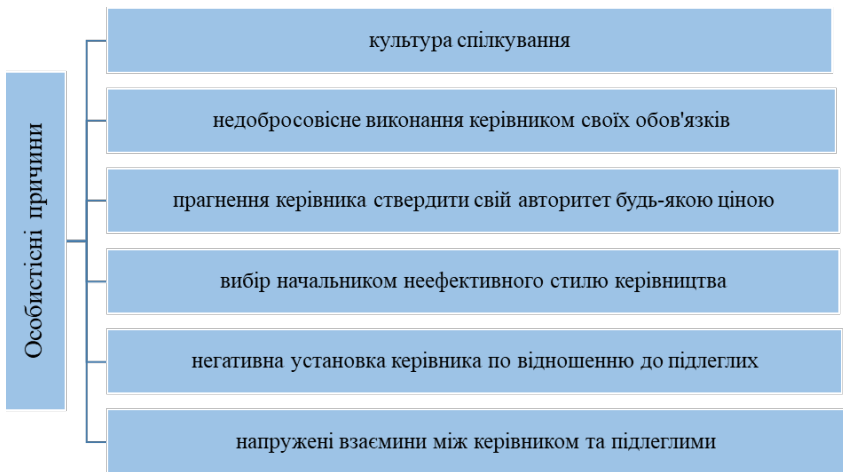 Особистісні причини
культура спілкування
недобросовісне виконання керівником своїх обов'язків
прагнення керівника ствердити свій авторитет будь-якою ціною
вибір начальником неефективного стилю керівництва
негативна установка керівника по відношенню до підлеглих
напружені взаємини між керівником та підлеглими